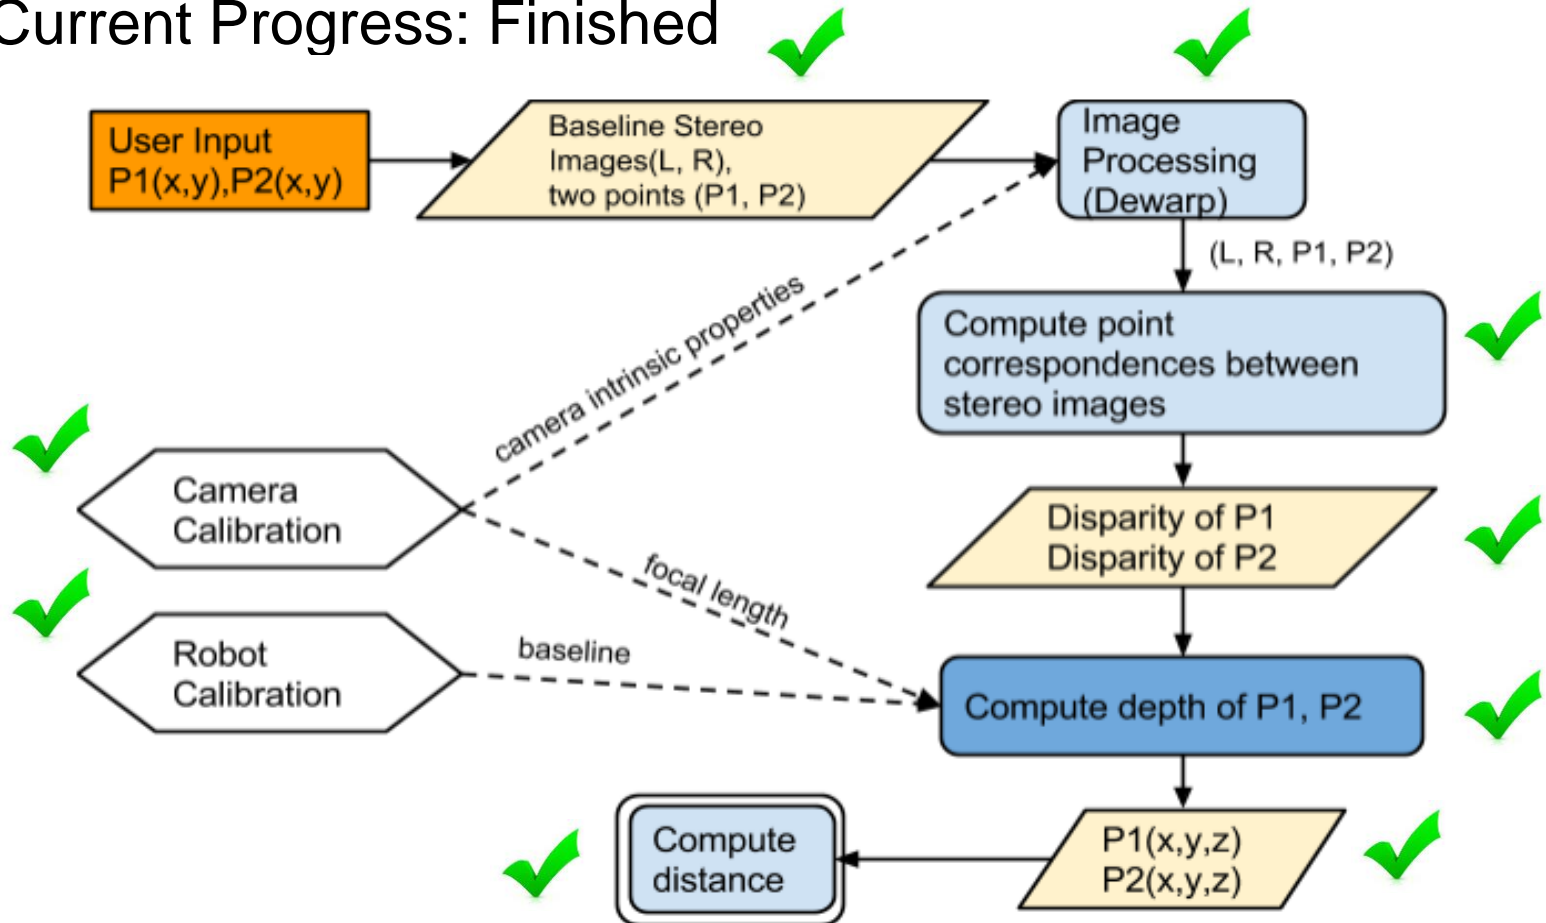 Current Progress: Finished
User Input
P1(x,y),P2(x,y)
Baseline Stereo
Images(L, R),
two points (P1, P2)
Image
Processing
(Dewarp)
(L, R, P1, P2)
camera intrinsic properties
Compute point
correspondences between
stereo images
Camera
Calibration
Disparity of P1
Disparity of P2
focal length
Robot
Calibration
baseline
Compute depth of P1, P2
P1(x,y,z)
P2(x,y,z)
Compute
distance